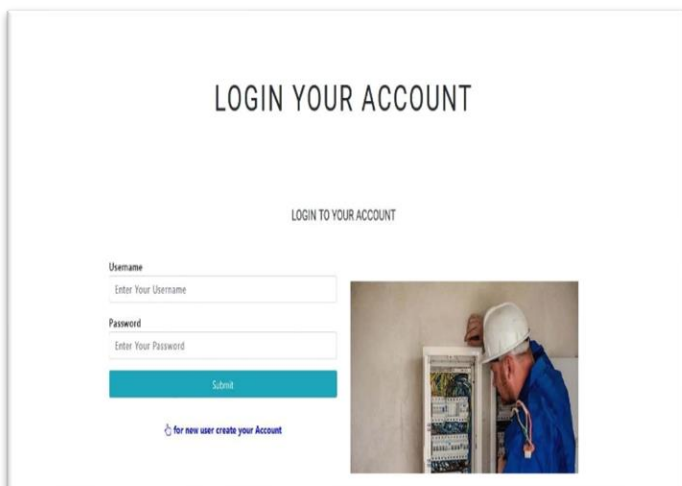 LOGIN YOUR ACCOUNT
LOGIN TO YOUR ACCOUNT
Username
Enter Your Username
Password
Enter Your Password
Submit
for new user create your Account